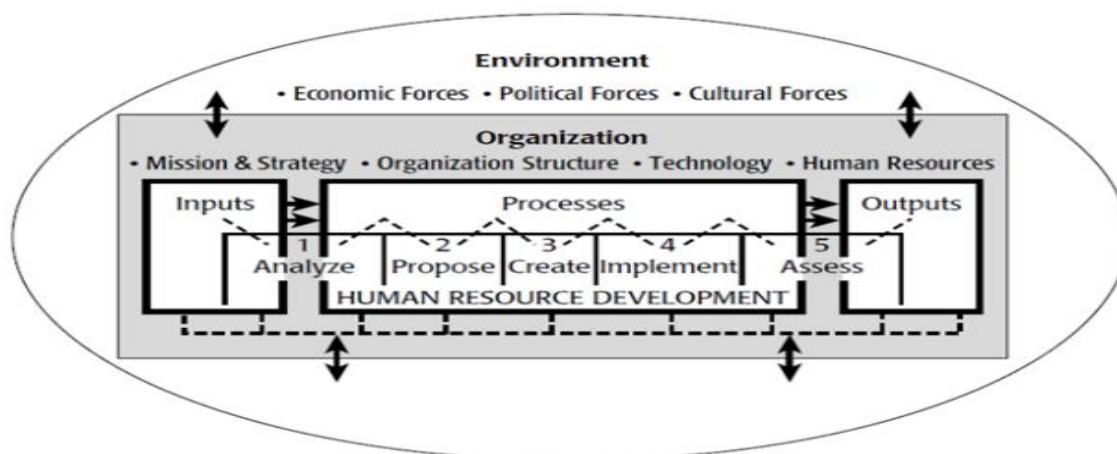 Environment
• Economic Forces • Political Forces • Cultural Forces
Organization
• Mission & Strategy • Organization Structure • Technology • Human Resources
Inputs
Processes
Outputs
1 2 3 4 5
Analyze Propose Create Implement Assess
HUMAN RESOURCE DEVELOPMENT